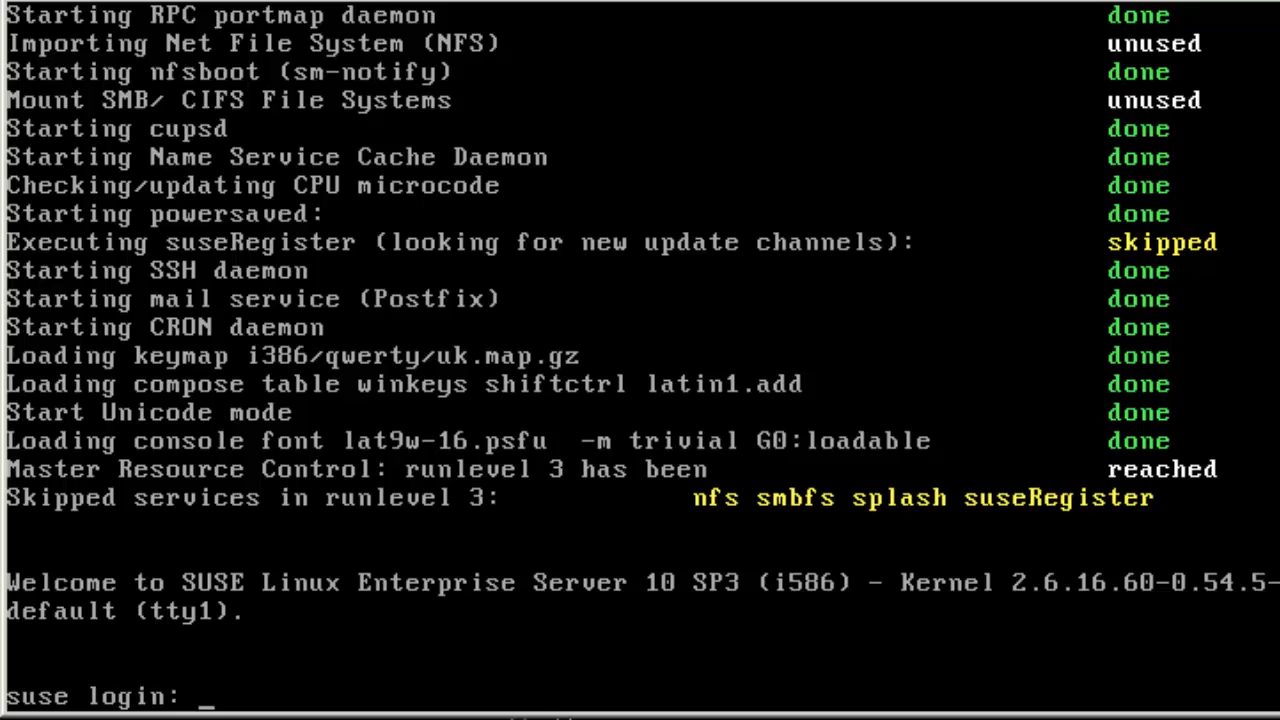 Starting RPC portmap daemon done
Importing Net File System (NFS) unused
Starting nfsboot (sm-notify) done
Mount SMB/ CIFS File Systems unused
Starting cupsd done
Starting Name Service Cache Daemon done
Checking/updating CPU microcode done
Starting powersaved: done
Executing suseRegister (looking for new update channels): skipped
Starting SSH daemon done
Starting mail service (Postfix) done
Starting CRON daemon done
Loading keymap i386/qwerty/uk.map.gz done
Loading compose table winkeys shiftctrl latin1.add done
Start Unicode mode done
Loading console font lat9w-16.psfu -m trivial G0:loadable done
Master Resource Control: runlevel 3 has been reached
Skipped services in runlevel 3: nfs smbfs splash suseRegister
Welcome to SUSE Linux Enterprise Server 10 SP3 (i586) - Kernel 2.6.16.60-0.54.5-
default (tty1).
suse login: _